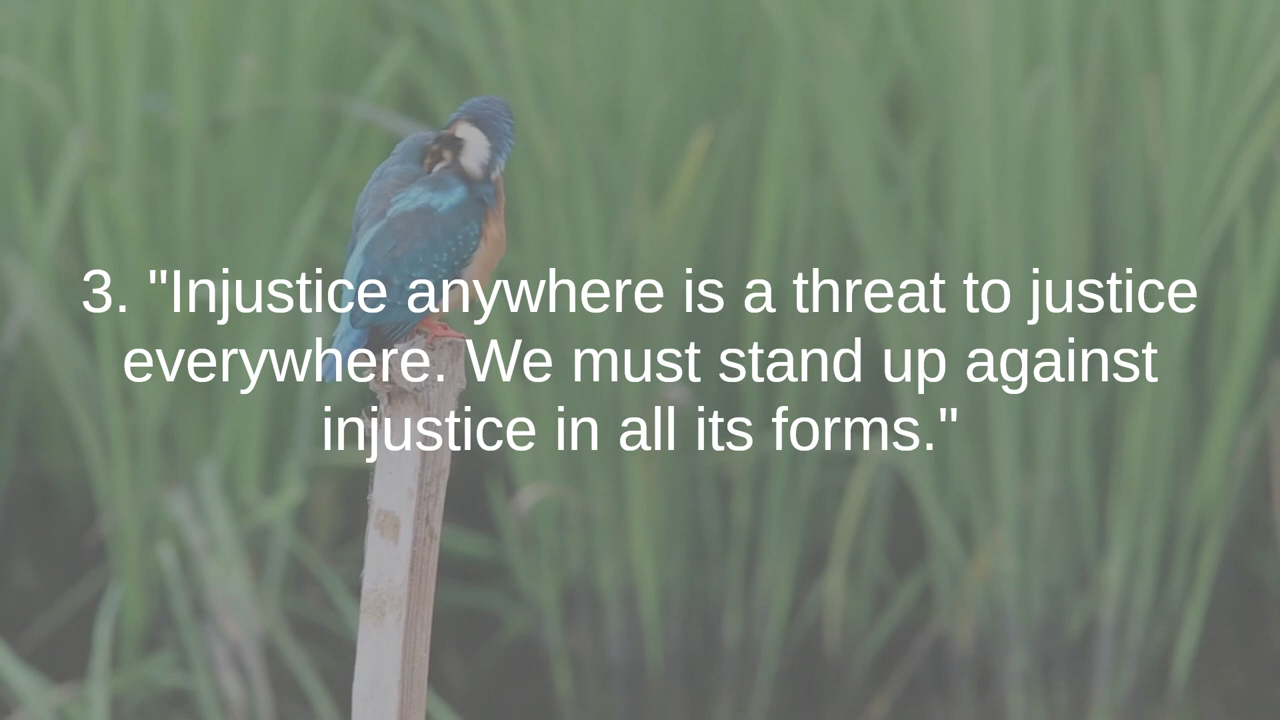 3. "Injustice anywhere is a threat to justice
everywhere. We must stand up against
injustice in all its forms."